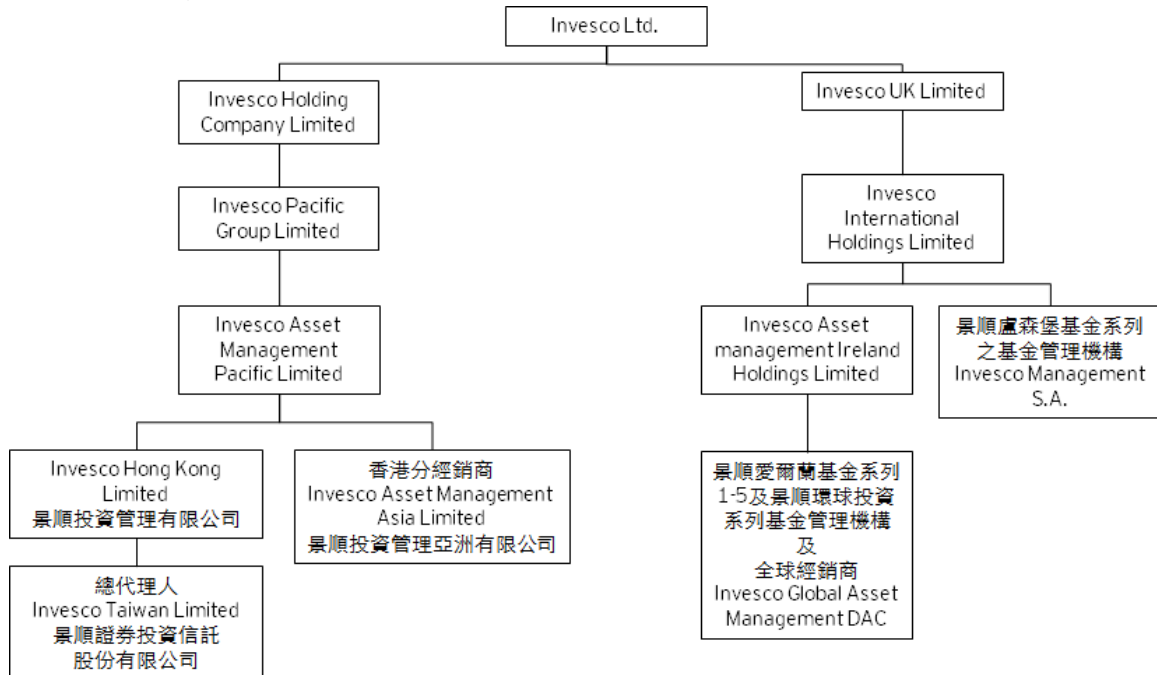 Invesco Ltd.
Invesco Holding
Company Limited
Invesco UK Limited
Invesco Pacific
Group Limited
Invesco
International
Holdings Limited
Invesco Asset
Management
Pacific Limited
Invesco Asset
management Ireland
Holdings Limited
景順盧森堡基金系列
之基金管理機構
Invesco Management
S.A.
Invesco Hong Kong
Limited
景順投資管理有限公司
香港分經銷商
Invesco Asset Management
Asia Limited
景順投資管理亞洲有限公司
景順愛爾蘭基金系列
1-5及景順環球投資
系列基金管理機構
及
全球經銷商
Invesco Global Asset
Management DAC
總代理人
Invesco Taiwan Limited
景順證券投資信託
股份有限公司